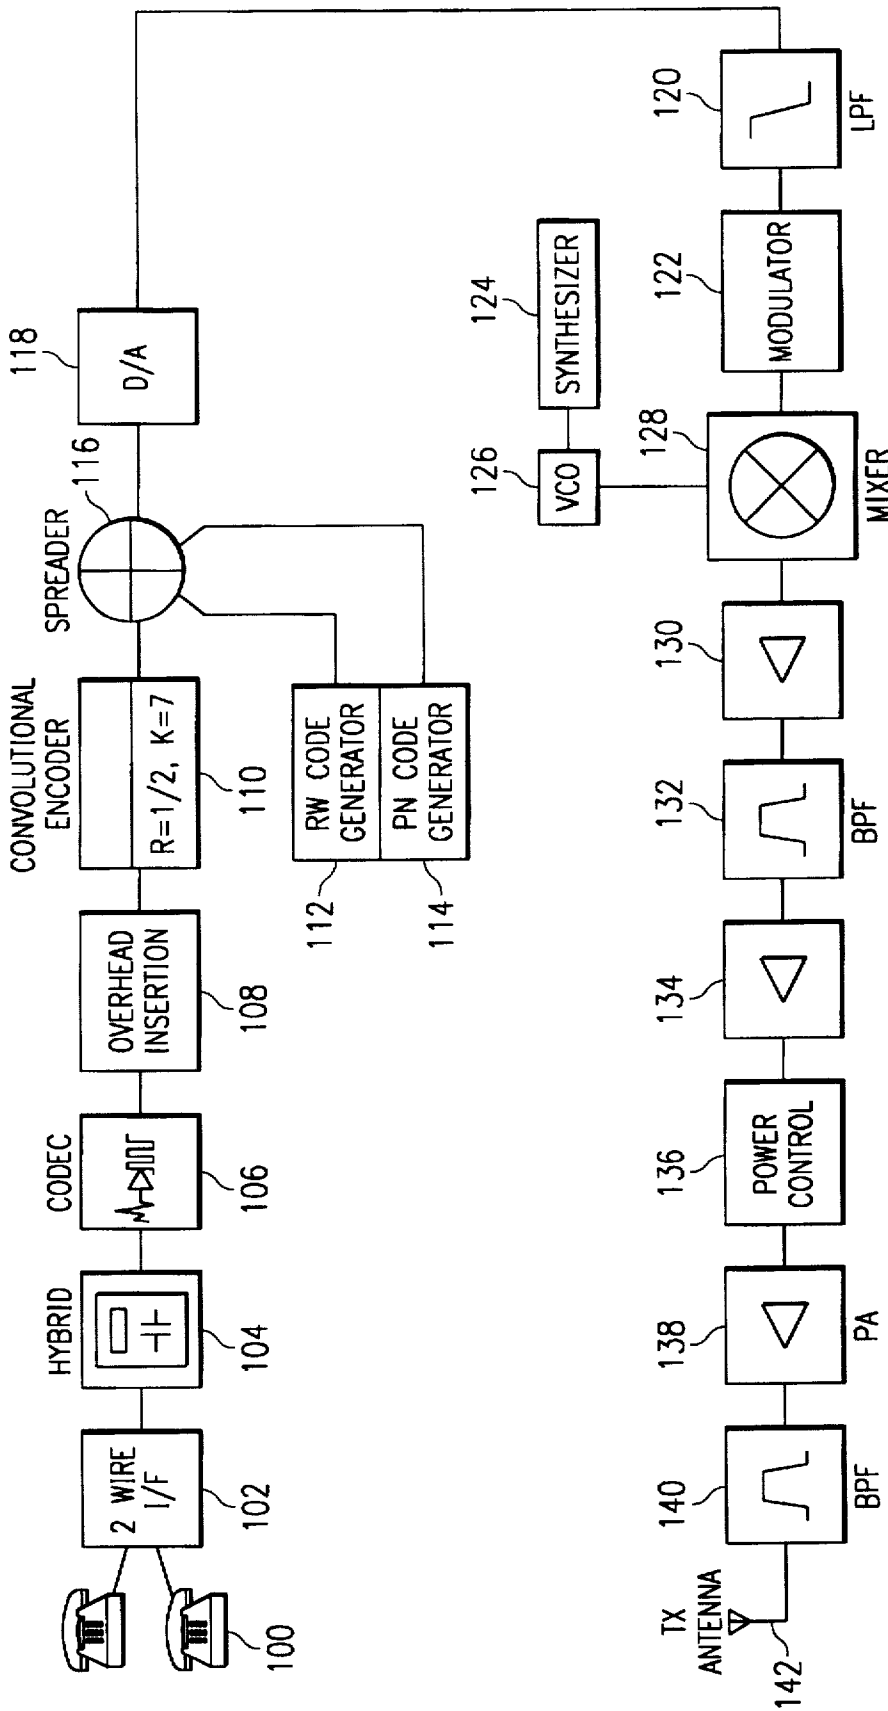 100
2 WIRE
I/F
102
HYBRID
104
CODEC
106
OVERHEAD
INSERTION
108
CONVOLUTIONAL
ENCODER
R=1/2, K=7
110
RW CODE
GENERATOR
112
PN CODE
GENERATOR
114
SPREADER
116
118
D/A
TX
ANTENNA
142
140
BPF
138
PA
136
POWER
CONTROL
134
132
BPF
130
126
VCO
124
SYNTHESIZER
128
MIXER
122
MODULATOR
120
LPF